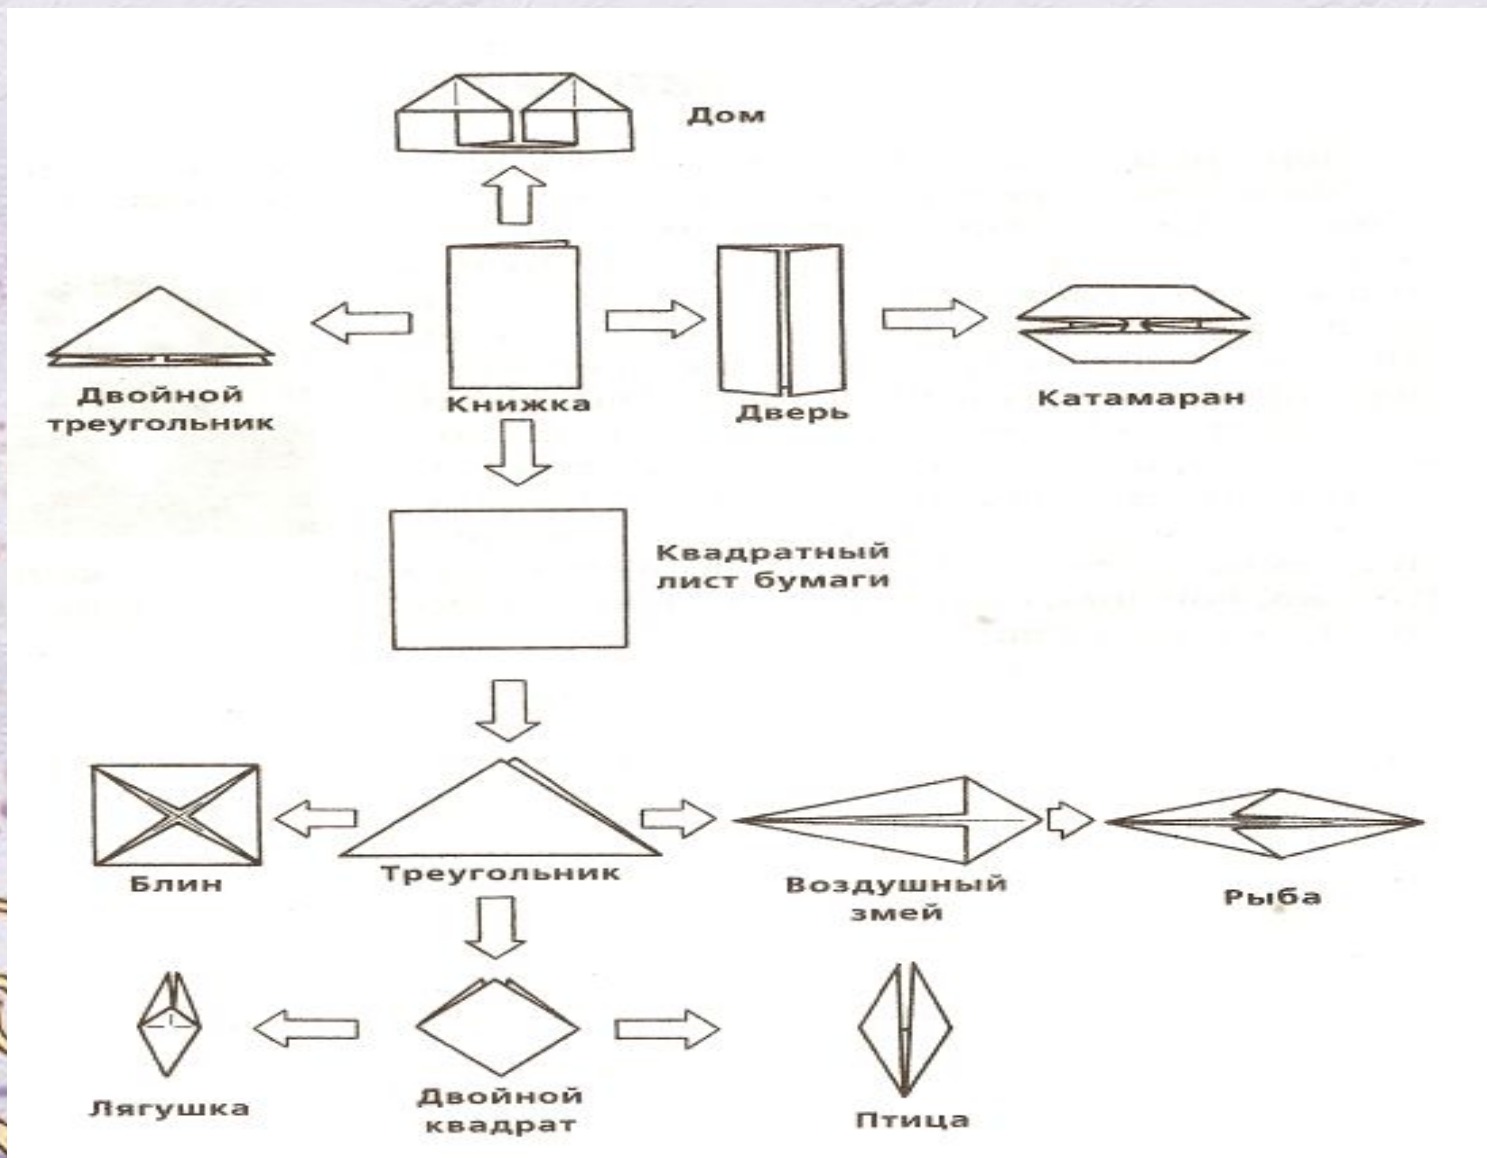 Дом
Двойной
треугольник
Книжка
Дверь
Катамаран
Квадратный
лист бумаги
Блин
Треугольник
Воздушный
змей
Рыба
Лягушка
Двойной
квадрат
Птица